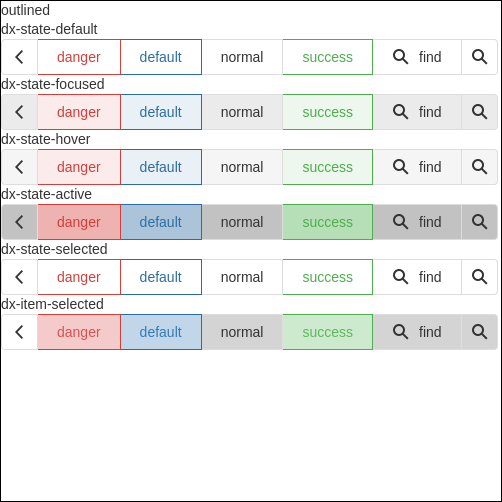 outlined
dx-state-default
danger default normal success find
dx-state-focused
danger default normal success find
dx-state-hover
danger default normal success find
dx-state-active
danger default normal success find
dx-state-selected
danger default normal success find
dx-item-selected
danger default normal success find